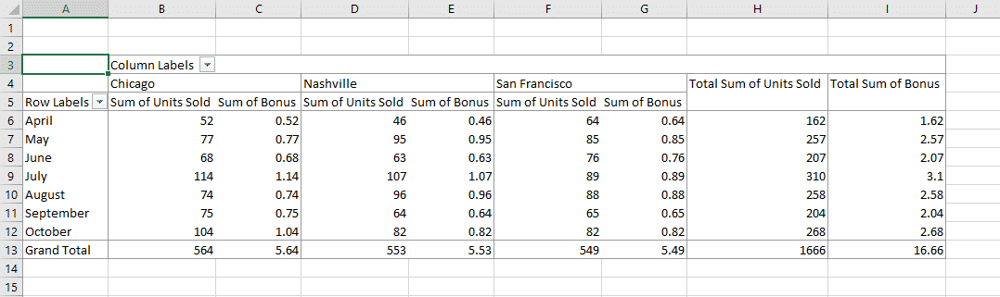 A B C D E F G H I J
1
2
3 Column Labels
4 Chicago Nashville San Francisco Total Sum of Units Sold Total Sum of Bonus
5 Row Labels Sum of Units Sold Sum of Bonus Sum of Units Sold Sum of Bonus Sum of Units Sold Sum of Bonus
6 April 52 0.52 46 0.46 64 0.64 162 1.62
7 May 77 0.77 95 0.95 85 0.85 257 2.57
8 June 68 0.68 63 0.63 76 0.76 207 2.07
9 July 114 1.14 107 1.07 89 0.89 310 3.1
10 August 74 0.74 96 0.96 88 0.88 258 2.58
11 September 75 0.75 64 0.64 65 0.65 204 2.04
12 October 104 1.04 82 0.82 82 0.82 268 2.68
13 Grand Total 564 5.64 553 5.53 549 5.49 1666 16.66
14
15